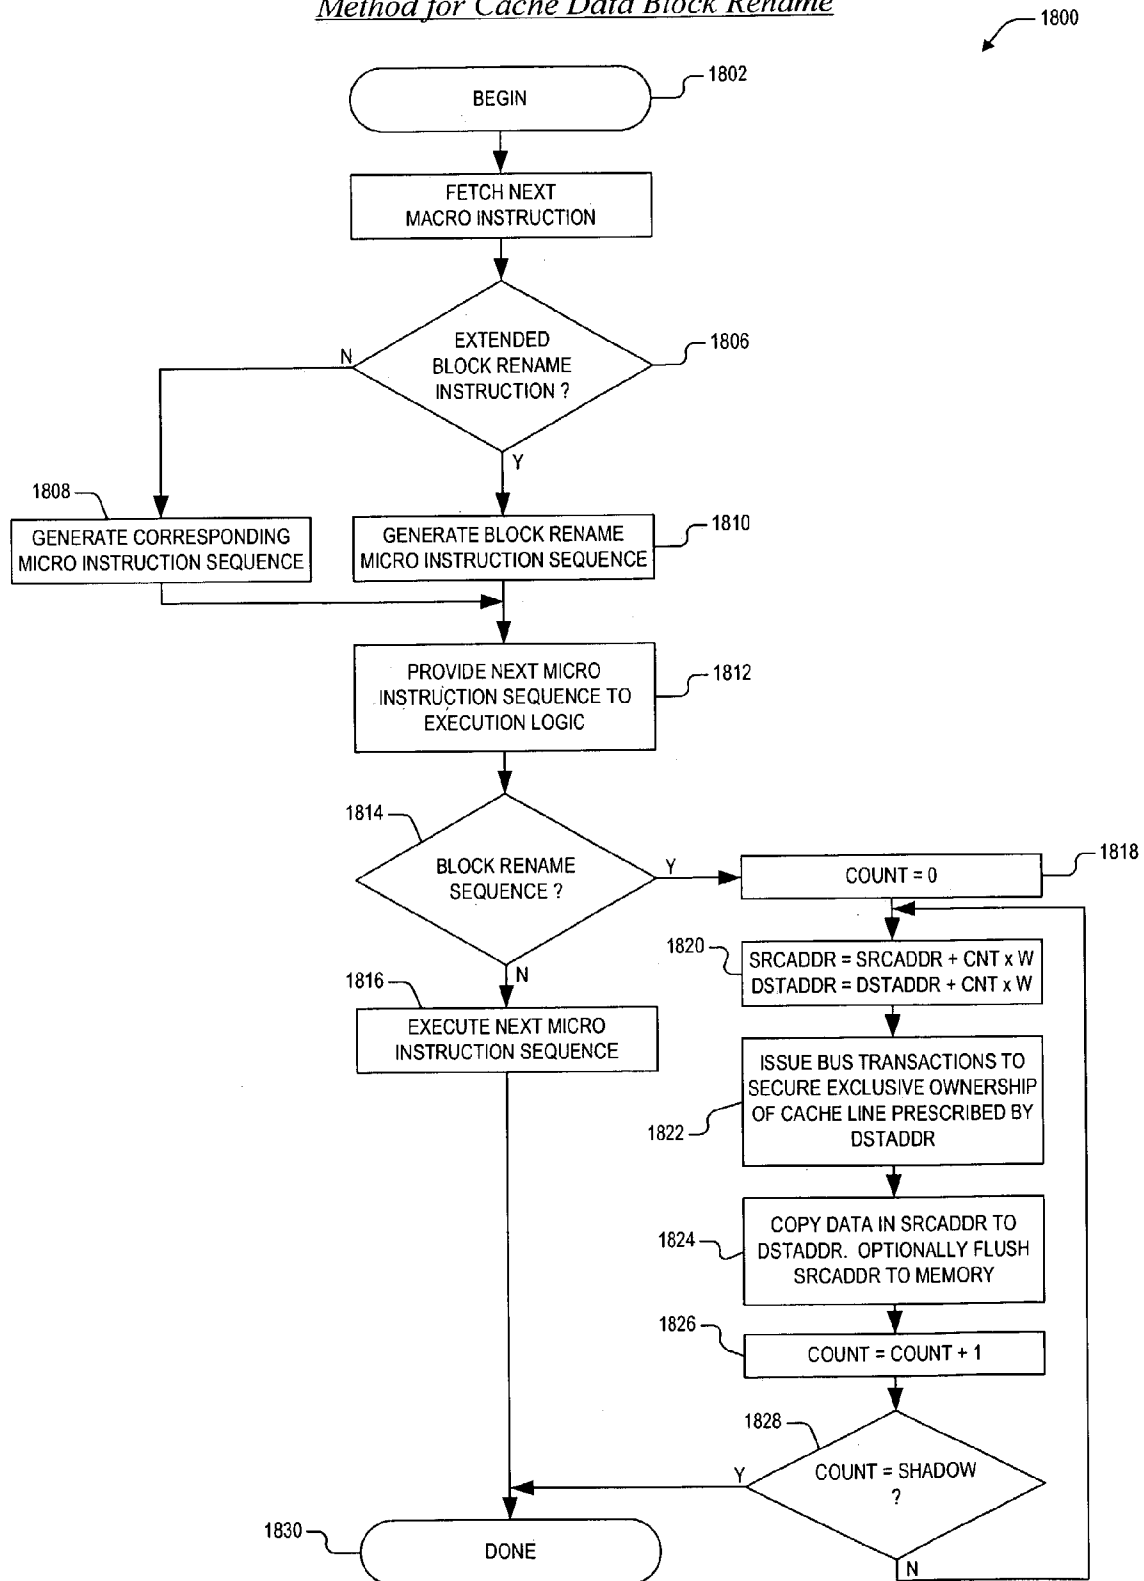 Method for Cache Data Block Rename
1800
BEGIN
1802
FETCH NEXT
MACRO INSTRUCTION
EXTENDED
BLOCK RENAME
INSTRUCTION ?
1806
N
Y
1808
GENERATE CORRESPONDING
MICRO INSTRUCTION SEQUENCE
GENERATE BLOCK RENAME
MICRO INSTRUCTION SEQUENCE
1810
PROVIDE NEXT MICRO
INSTRUCTION SEQUENCE TO
EXECUTION LOGIC
1812
1814
BLOCK RENAME
SEQUENCE ?
Y
N
COUNT = 0
1818
1816
EXECUTE NEXT MICRO
INSTRUCTION SEQUENCE
1820
SRCADDR = SRCADDR + CNT x W
DSTADDR = DSTADDR + CNT x W
ISSUE BUS TRANSACTIONS TO
SECURE EXCLUSIVE OWNERSHIP
OF CACHE LINE PRESCRIBED BY
DSTADDR
1822
1824
COPY DATA IN SRCADDR TO
DSTADDR. OPTIONALLY FLUSH
SRCADDR TO MEMORY
1826
COUNT = COUNT + 1
1828
COUNT = SHADOW
?
Y
N
1830
DONE